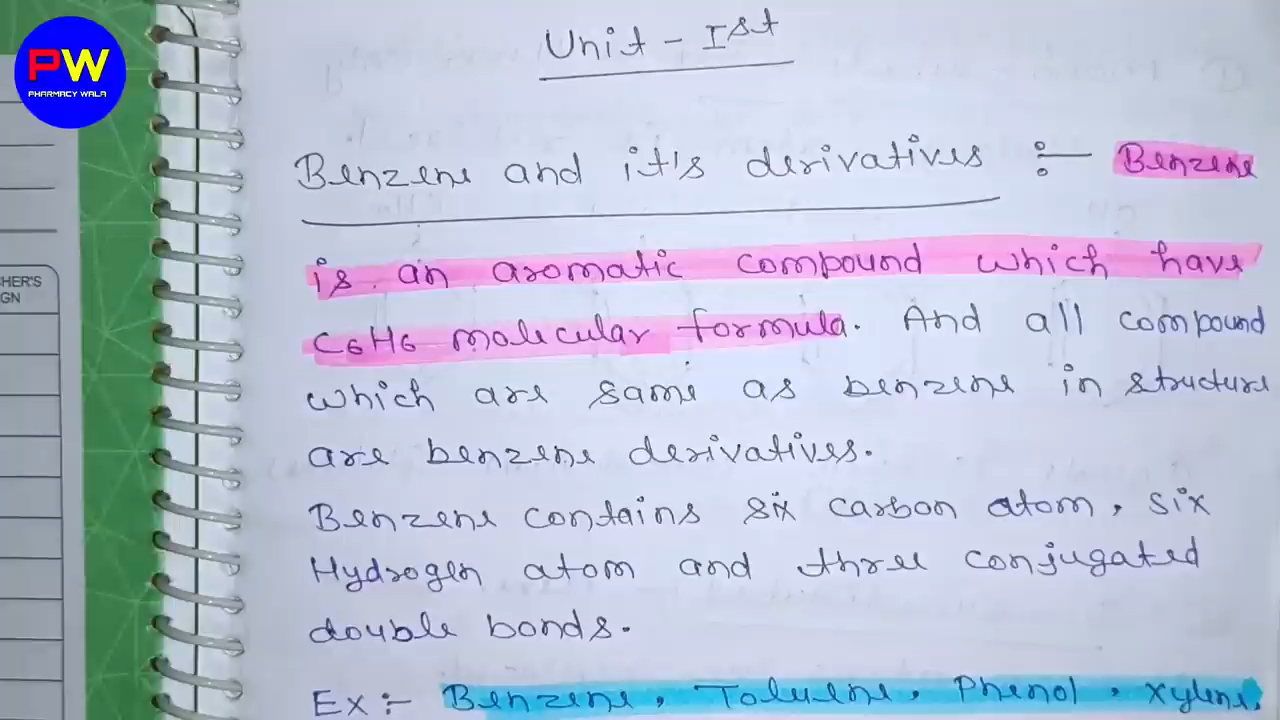 PW
PHARMACY WALA
HER'S
GN
Unit - Ist
Benzene and it's derivatives :- Benzene
is an aromatic compound which have
C6H6 molecular formula. And all compound
which are same as benzene in structure
are benzene derivatives.
Benzene contains six carbon atom, six
Hydrogen atom and three conjugated
double bonds.
Ex :- Benzene, Toluene, Phenol, xylene,